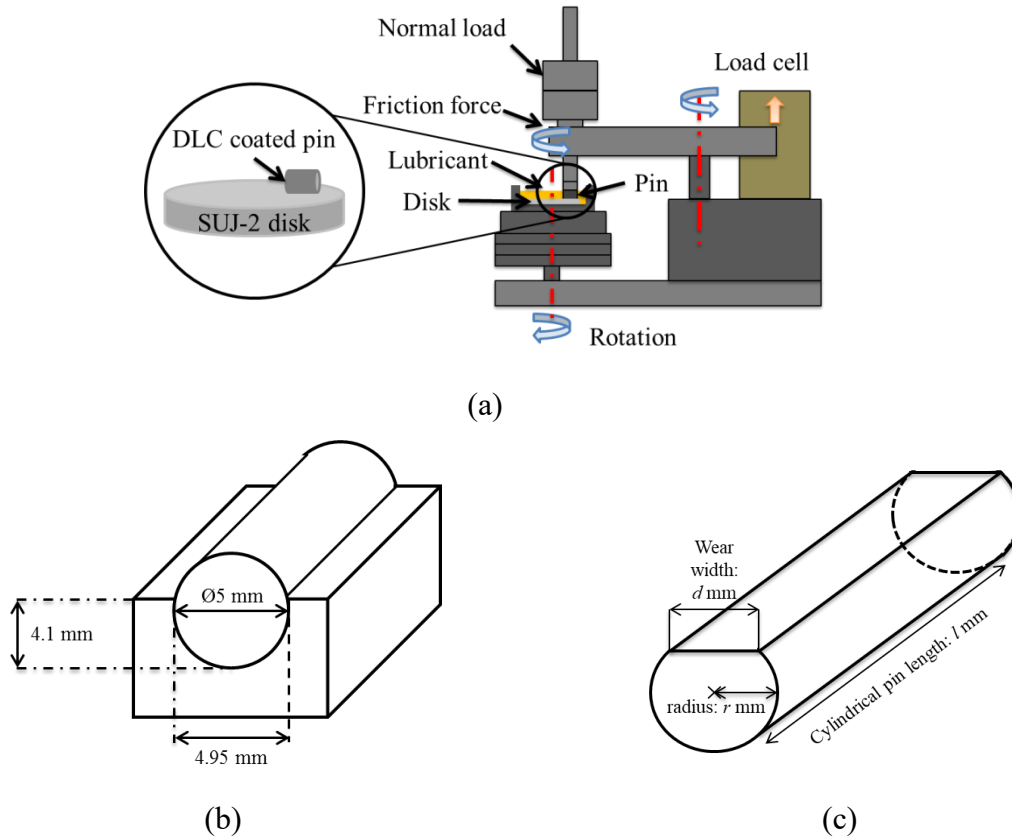 Normal load
Load cell
Friction force
DLC coated pin
Lubricant
Pin
Disk
SUJ-2 disk
Rotation
(a)
Wear
width:
d mm
Ø5 mm
4.1 mm
radius: r mm
Cylindrical pin length: l mm
4.95 mm
(b)
(c)